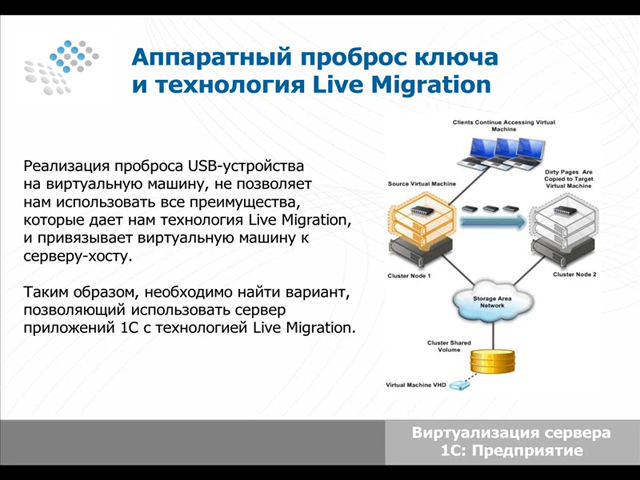 Аппаратный проброс ключа
и технология Live Migration
Реализация проброса USB-устройства
на виртуальную машину, не позволяет
нам использовать все преимущества,
которые дает нам технология Live Migration,
и привязывает виртуальную машину к
серверу-хосту.
Таким образом, необходимо найти вариант,
позволяющий использовать сервер
приложений 1С с технологией Live Migration.
Clients Continue Accessing Virtual
Machine
Source Virtual Machine
Dirty Pages Are
Copied to Target
Virtual Machine
Cluster Node 1
Cluster Node 2
Storage Area
Network
Cluster Shared
Volume
Virtual Machine VHD
Виртуализация сервера
1С: Предприятие